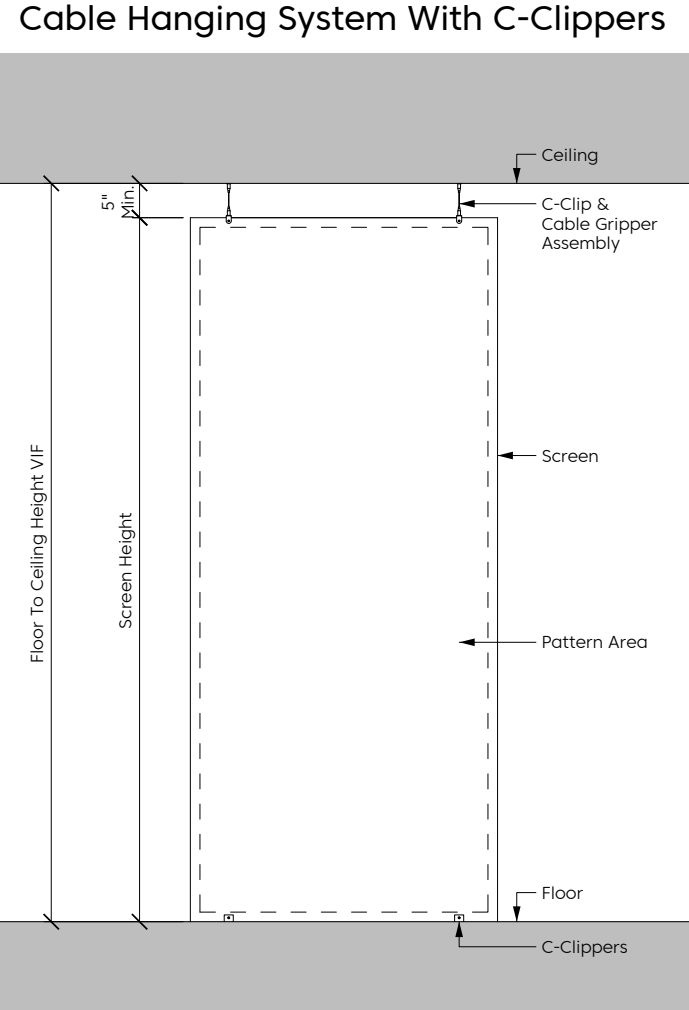 Cable Hanging System With C-Clippers
Ceiling
5"
Min.
C-Clip &
Cable Gripper
Assembly
Screen
Floor To Ceiling Height VIF
Screen Height
Pattern Area
Floor
C-Clippers